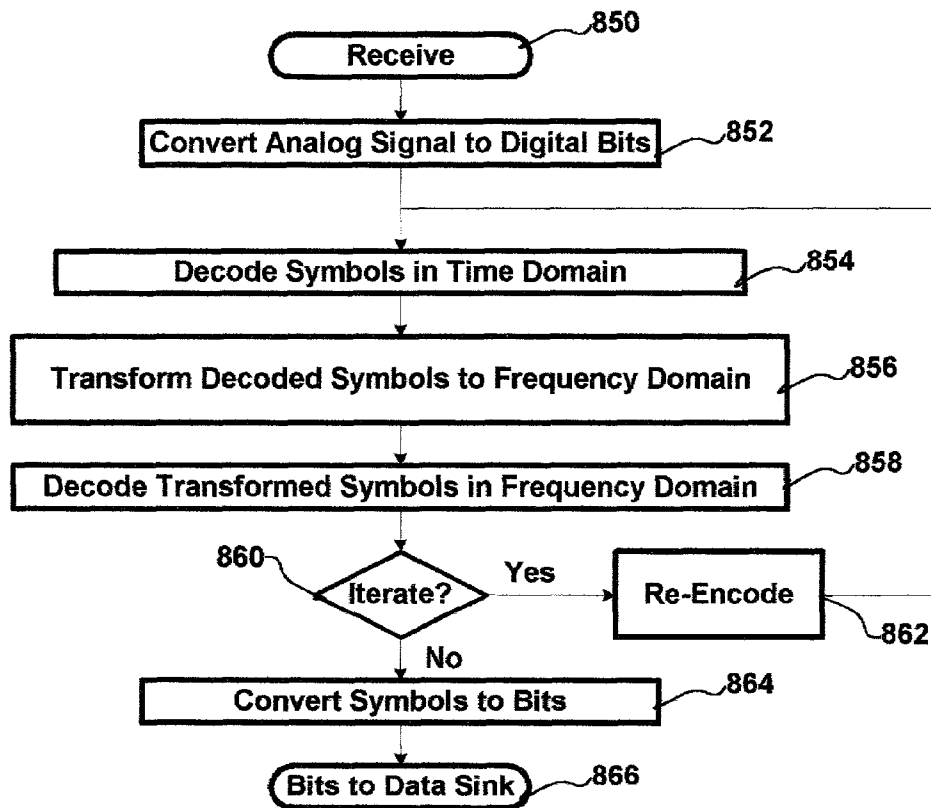 850
Receive
Convert Analog Signal to Digital Bits
852
Decode Symbols in Time Domain
854
Transform Decoded Symbols to Frequency Domain
856
Decode Transformed Symbols in Frequency Domain
858
860
Iterate?
Yes
Re-Encode
862
No
Convert Symbols to Bits
864
Bits to Data Sink
866